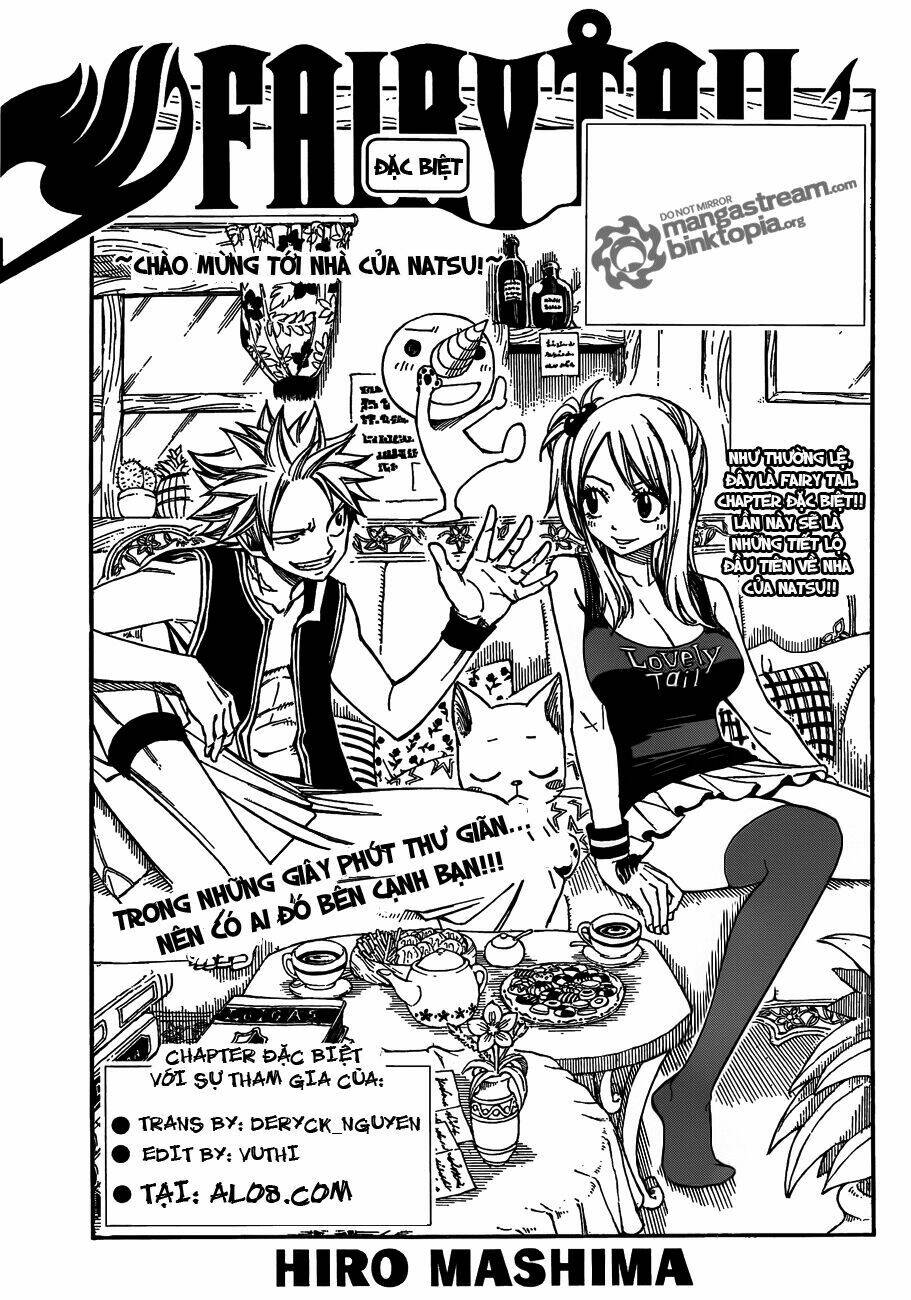 FAIRY TAIL
ĐẶC BIỆT
DO NOT MIRROR
mangastream.com
binktopia.org
~CHÀO MỪNG TỚI NHÀ CỦA NATSU!~
NHƯ THƯỜNG LỆ,
ĐÂY LÀ FAIRY TAIL
CHAPTER ĐẶC BIỆT!!
LẦN NÀY SẼ LÀ
NHỮNG TIẾT LỘ
ĐẦU TIÊN VỀ NHÀ
CỦA NATSU!!
LOVELY
TAIL
TRONG NHỮNG GIÂY PHÚT THƯ GIÃN...
NÊN CÓ AI ĐÓ BÊN CẠNH BẠN!!!
CHAPTER ĐẶC BIỆT
VỚI SỰ THAM GIA CỦA:
● TRANS BY: DERYCK_NGUYEN
● EDIT BY: VUTHI
● TẠI: ALO8.COM
HIRO MASHIMA